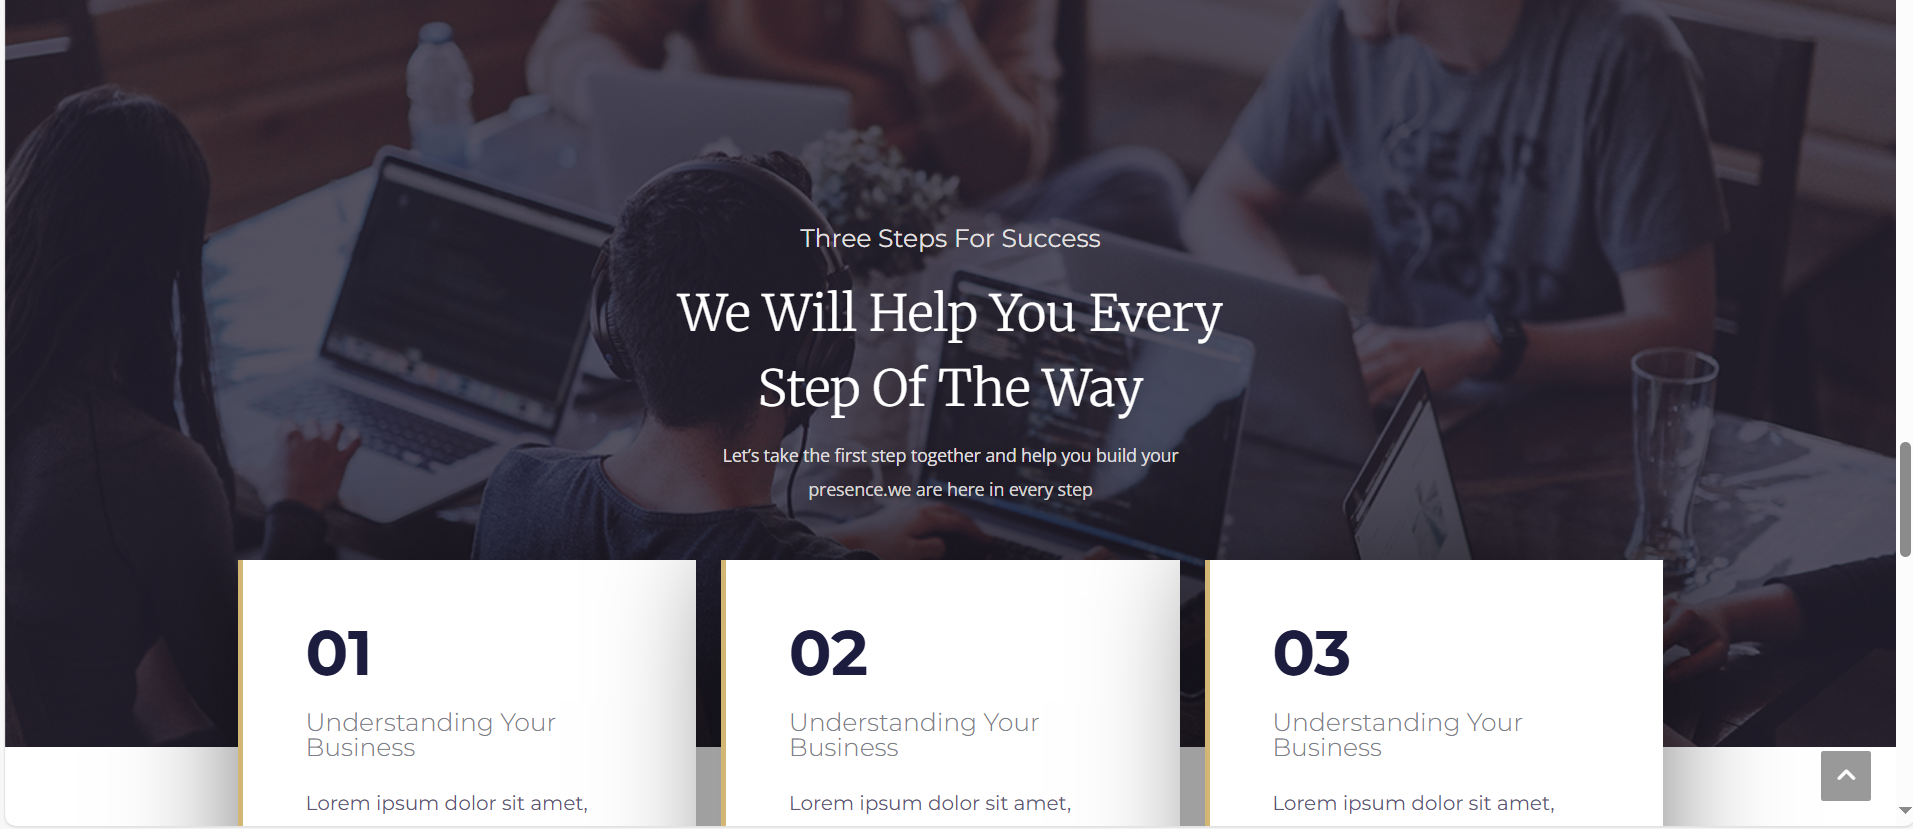 Three Steps For Success
We Will Help You Every
Step Of The Way
Let’s take the first step together and help you build your
presence.we are here in every step
01
Understanding Your
Business
Lorem ipsum dolor sit amet,
02
Understanding Your
Business
Lorem ipsum dolor sit amet,
03
Understanding Your
Business
Lorem ipsum dolor sit amet,